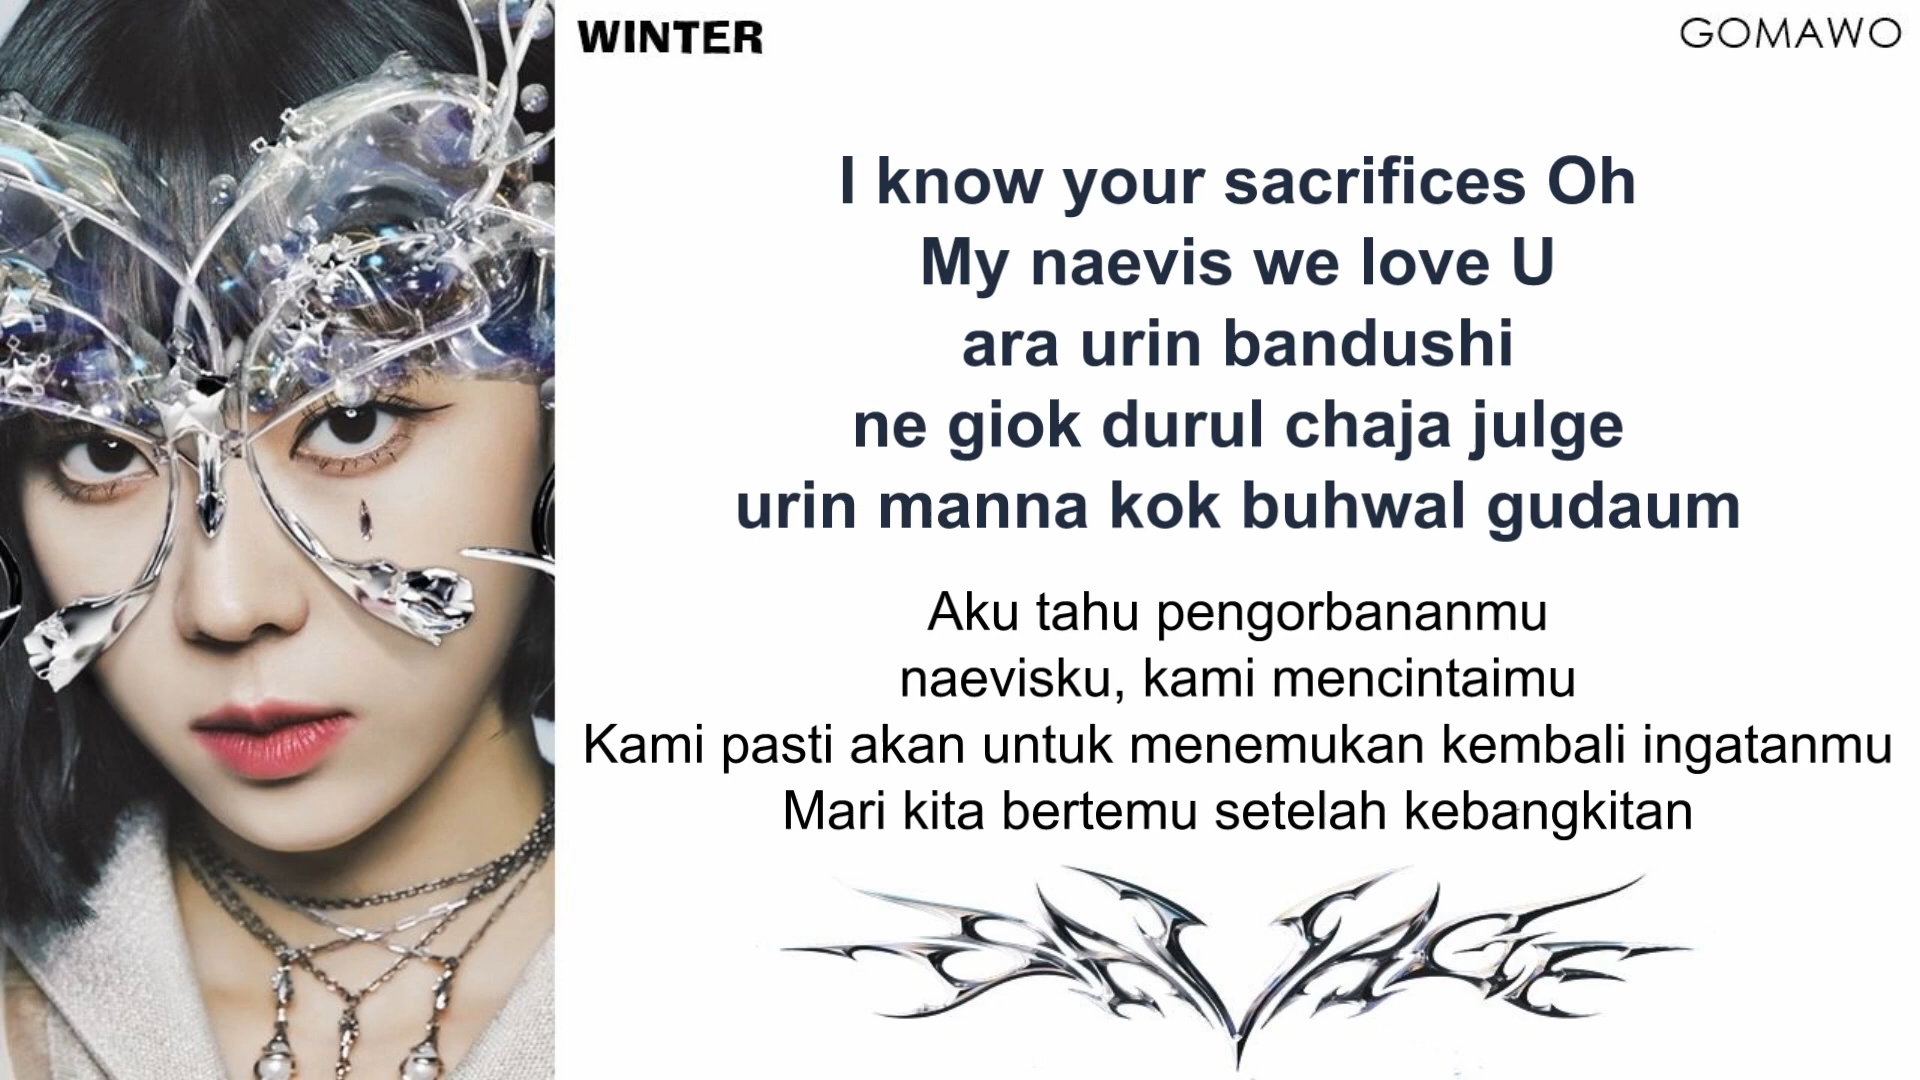 WINTER
GOMAWO
I know your sacrifices Oh
My naevis we love U
ara urin bandushi
ne giok durul chaja julge
urin manna kok buhwal gudaum
Aku tahu pengorbananmu
naevisku, kami mencintaimu
Kami pasti akan untuk menemukan kembali ingatanmu
Mari kita bertemu setelah kebangkitan
SAVAGE